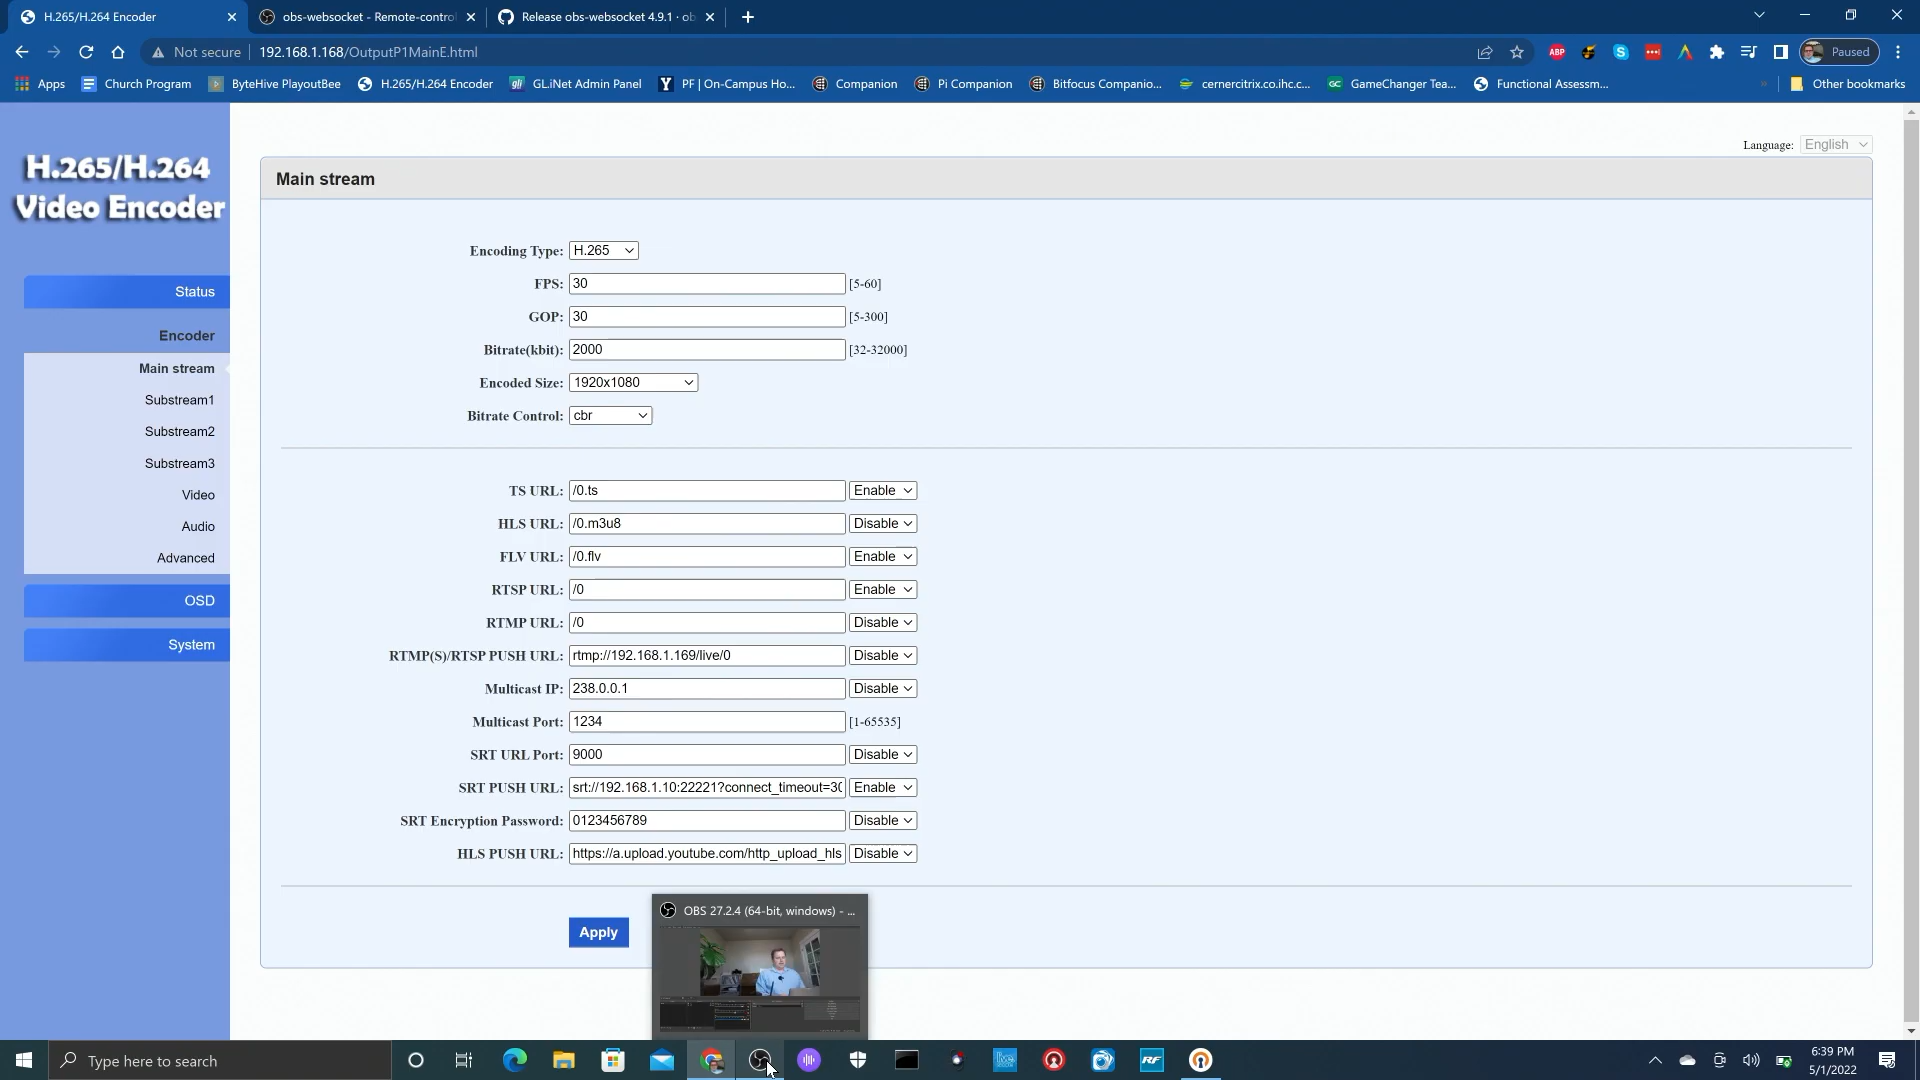 H.265/H.264 Encoder
obs-websocket - Remote-control
Release obs-websocket 4.9.1 · ob
Not secure
192.168.1.168/OutputP1MainE.html
ABP
Paused
Apps
Church Program
ByteHive PlayoutBee
H.265/H.264 Encoder
gli
GL.iNet Admin Panel
Y
PF | On-Campus Ho...
Companion
Pi Companion
Bitfocus Companio...
cernercitrix.co.ihc.c...
GC
GameChanger Tea...
Functional Assessm...
»
Other bookmarks
Language: English
H.265/H.264
Video Encoder
Status
Encoder
Main stream
Substream1
Substream2
Substream3
Video
Audio
Advanced
OSD
System
Main stream
Encoding Type: H.265
FPS: 30 [5-60]
GOP: 30 [5-300]
Bitrate(kbit): 2000 [32-32000]
Encoded Size: 1920x1080
Bitrate Control: cbr
TS URL: /0.ts Enable
HLS URL: /0.m3u8 Disable
FLV URL: /0.flv Enable
RTSP URL: /0 Enable
RTMP URL: /0 Disable
RTMP(S)/RTSP PUSH URL: rtmp://192.168.1.169/live/0 Disable
Multicast IP: 238.0.0.1 Disable
Multicast Port: 1234 [1-65535]
SRT URL Port: 9000 Disable
SRT PUSH URL: srt://192.168.1.10:22221?connect_timeout=30 Enable
SRT Encryption Password: 0123456789 Disable
HLS PUSH URL: https://a.upload.youtube.com/http_upload_hls Disable
Apply
OBS 27.2.4 (64-bit, windows) - ...
Type here to search
RF
6:39 PM
5/1/2022